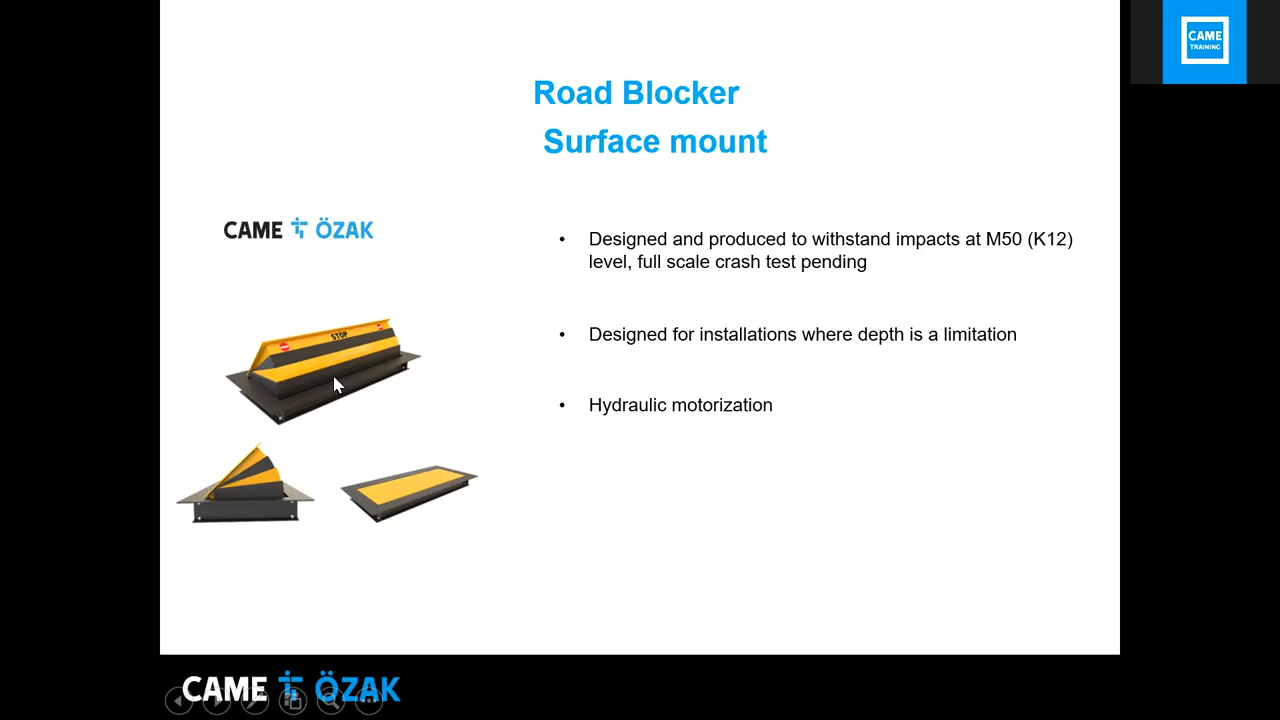 CAME
TRAINING
Road Blocker
Surface mount
CAME ÖZAK
• Designed and produced to withstand impacts at M50 (K12)
level, full scale crash test pending
STOP
• Designed for installations where depth is a limitation
• Hydraulic motorization
CAME ÖZAK